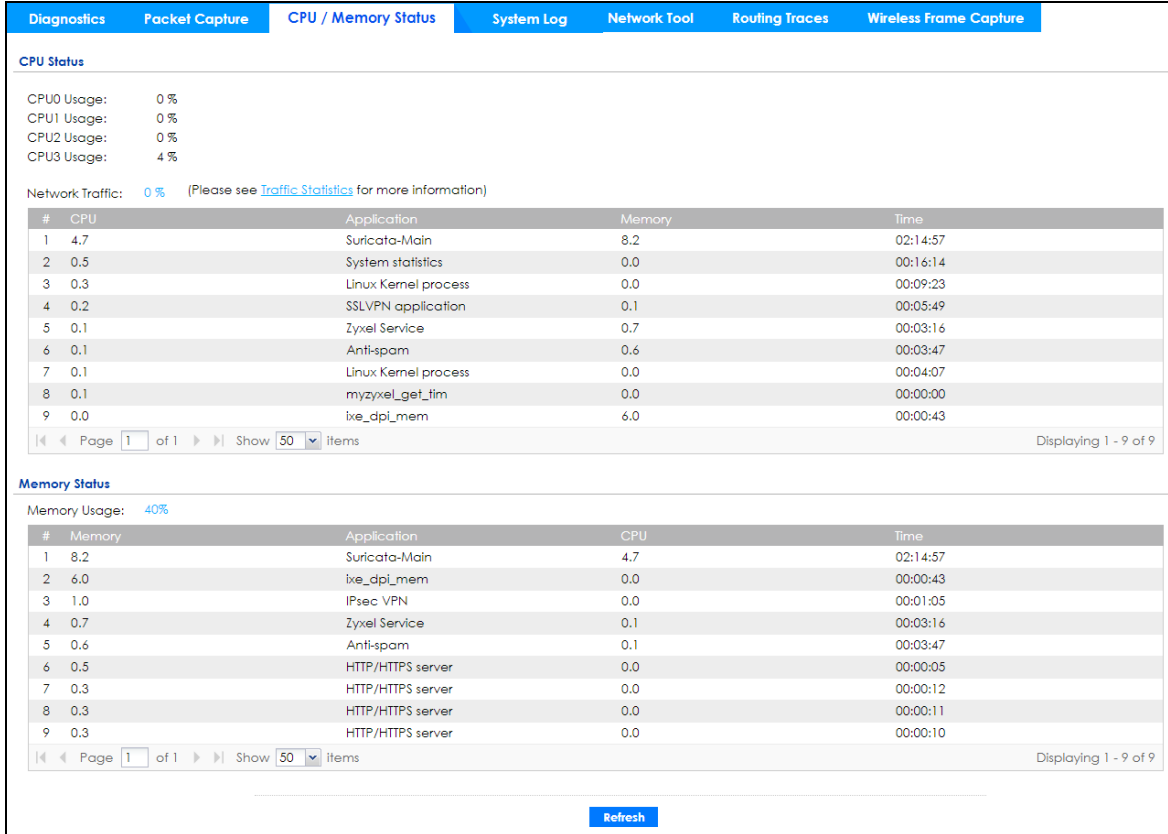 Diagnostics Packet Capture CPU / Memory Status System Log Network Tool Routing Traces Wireless Frame Capture
CPU Status
CPU0 Usage: 0 %
CPU1 Usage: 0 %
CPU2 Usage: 0 %
CPU3 Usage: 4 %
Network Traffic: 0 % (Please see Traffic Statistics for more information)
# CPU Application Memory Time
1 4.7 Suricata-Main 8.2 02:14:57
2 0.5 System statistics 0.0 00:16:14
3 0.3 Linux Kernel process 0.0 00:09:23
4 0.2 SSLVPN application 0.1 00:05:49
5 0.1 Zyxel Service 0.7 00:03:16
6 0.1 Anti-spam 0.6 00:03:47
7 0.1 Linux Kernel process 0.0 00:04:07
8 0.1 myzyxel_get_tim 0.0 00:00:00
9 0.0 ixe_dpi_mem 6.0 00:00:43
Page 1 of 1 Show 50 items Displaying 1 - 9 of 9
Memory Status
Memory Usage: 40%
# Memory Application CPU Time
1 8.2 Suricata-Main 4.7 02:14:57
2 6.0 ixe_dpi_mem 0.0 00:00:43
3 1.0 IPsec VPN 0.0 00:01:05
4 0.7 Zyxel Service 0.1 00:03:16
5 0.6 Anti-spam 0.1 00:03:47
6 0.5 HTTP/HTTPS server 0.0 00:00:05
7 0.3 HTTP/HTTPS server 0.0 00:00:12
8 0.3 HTTP/HTTPS server 0.0 00:00:11
9 0.3 HTTP/HTTPS server 0.0 00:00:10
Page 1 of 1 Show 50 items Displaying 1 - 9 of 9
Refresh